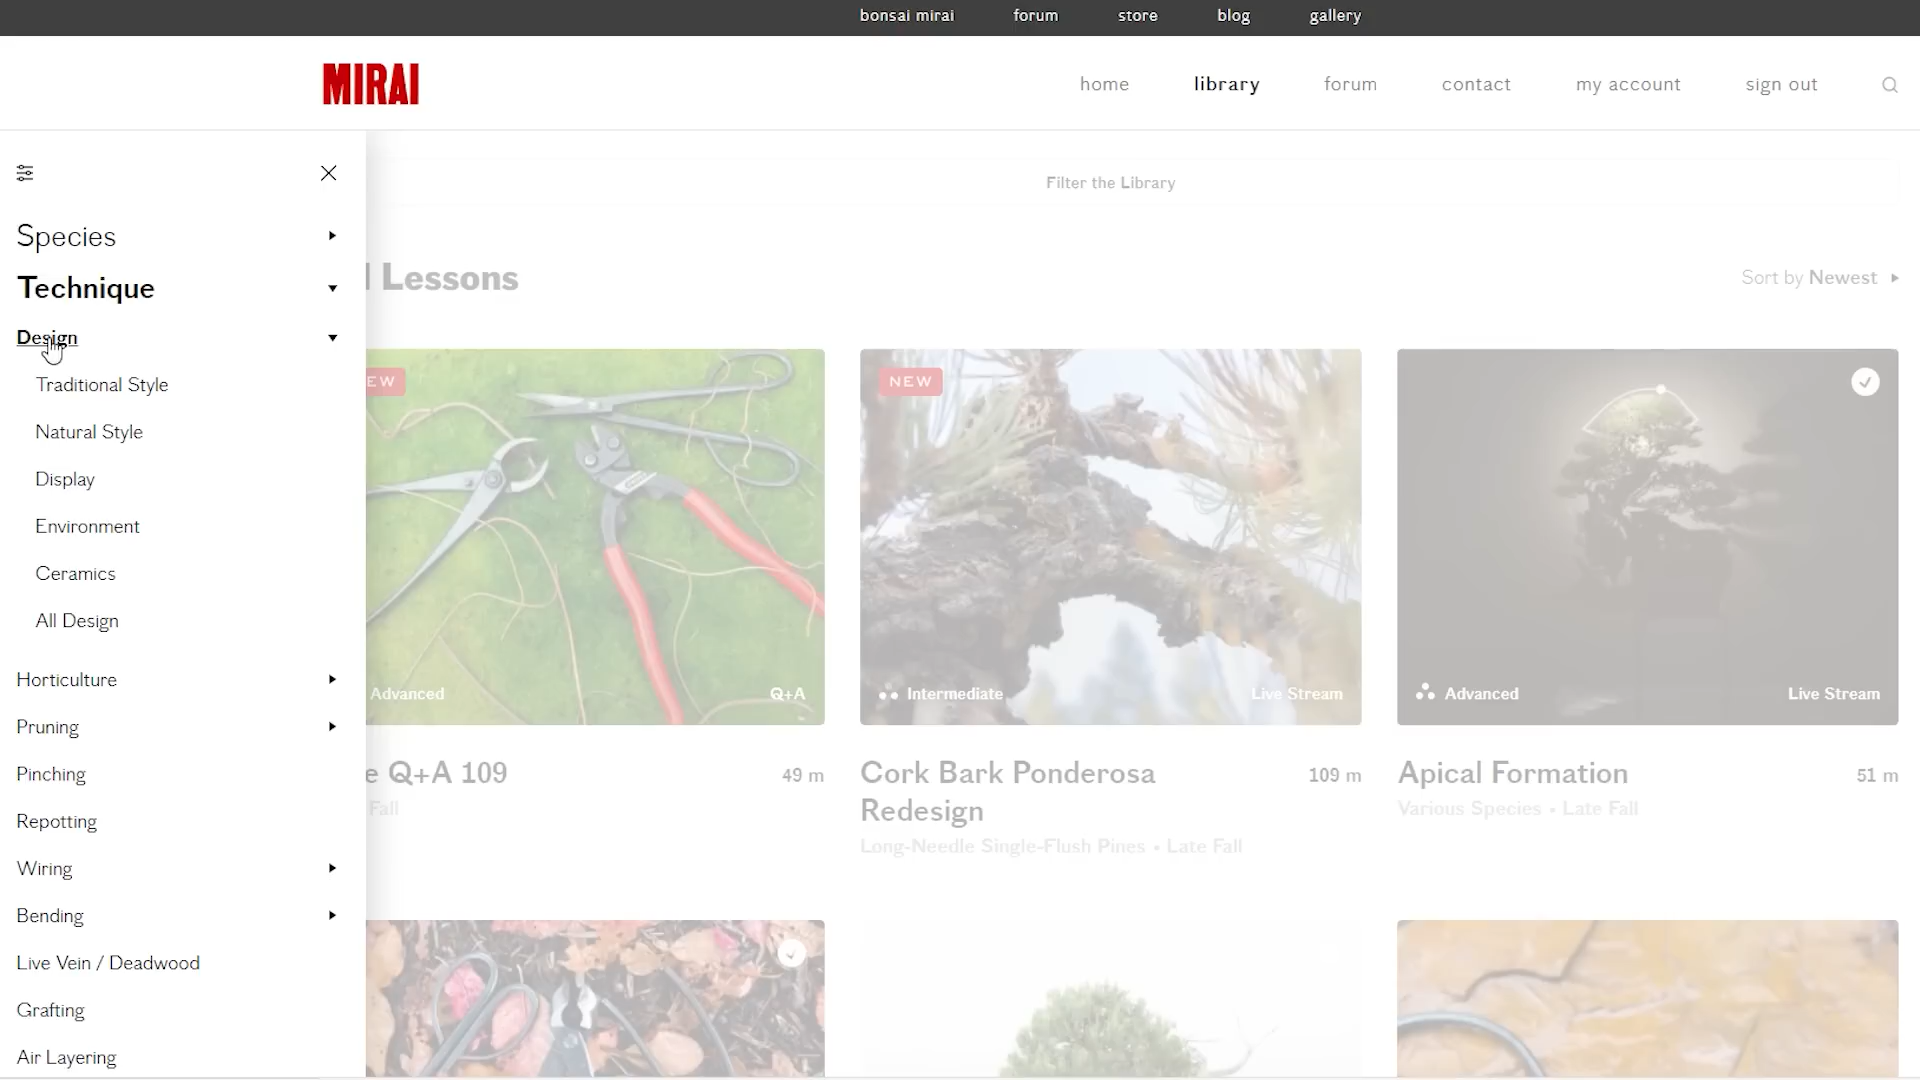 bonsai mirai
forum
store
blog
gallery
MIRAI
home
library
forum
contact
my account
sign out
Filter the Library
Species
Technique
Design
Traditional Style
Natural Style
Display
Environment
Ceramics
All Design
Horticulture
Pruning
Pinching
Repotting
Wiring
Bending
Live Vein / Deadwood
Grafting
Air Layering
Lessons
Sort by Newest
EW
Advanced
Q+A
e Q+A 109
49 m
Fall
NEW
Intermediate
Live Stream
Cork Bark Ponderosa
Redesign
109 m
Long-Needle Single-Flush Pines • Late Fall
Advanced
Live Stream
Apical Formation
51 m
Various Species • Late Fall